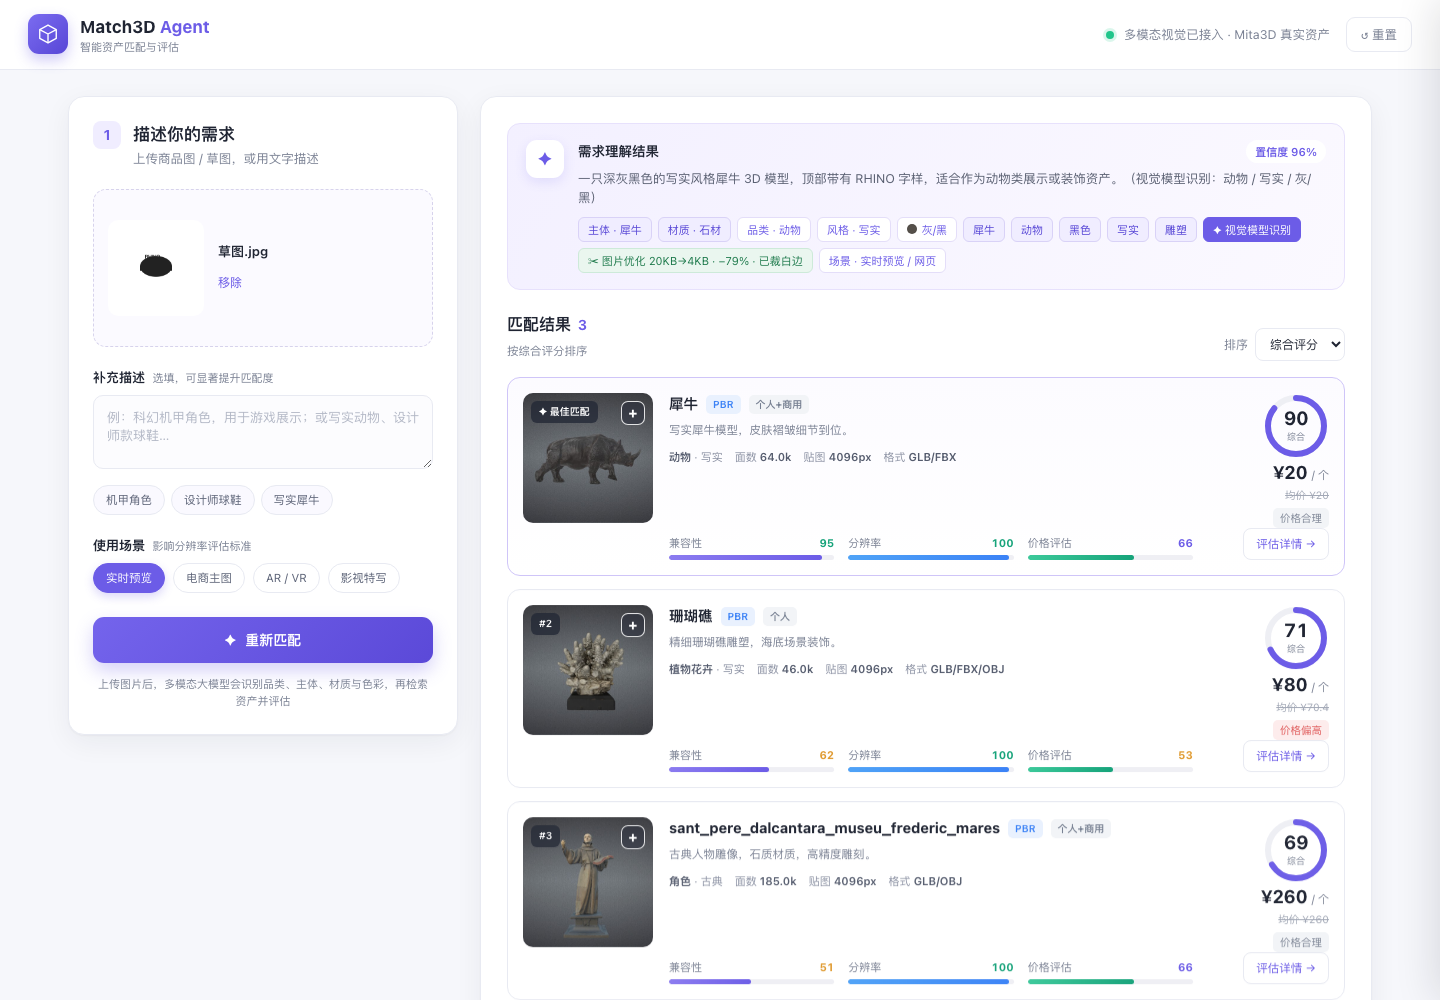 Match3D Agent
智能资产匹配与评估
多模态视觉已接入 · Mita3D 真实资产
↺ 重置
1
描述你的需求
上传商品图 / 草图，或用文字描述
草图.jpg
移除
补充描述 选填，可显著提升匹配度
例：科幻机甲角色，用于游戏展示；或写实动物、设计
师款球鞋...
机甲角色
设计师球鞋
写实犀牛
使用场景 影响分辨率评估标准
实时预览
电商主图
AR / VR
影视特写
✦ 重新匹配
上传图片后，多模态大模型会识别品类、主体、材质与色彩，再检索
资产并评估
✦
需求理解结果
置信度 96%
一只深灰黑色的写实风格犀牛 3D 模型，顶部带有 RHINO 字样，适合作为动物类展示或装饰资产。（视觉模型识别：动物 / 写实 / 灰/
黑）
主体 · 犀牛
材质 · 石材
品类 · 动物
风格 · 写实
灰/黑
犀牛
动物
黑色
写实
雕塑
✦ 视觉模型识别
✂ 图片优化 20KB→4KB · −79% · 已裁白边
场景 · 实时预览 / 网页
匹配结果 3
按综合评分排序
排序 综合评分
✦ 最佳匹配
+
犀牛 PBR 个人+商用
写实犀牛模型，皮肤褶皱细节到位。
动物 · 写实 面数 64.0k 贴图 4096px 格式 GLB/FBX
90
综合
¥20 / 个
均价 ¥20
价格合理
兼容性 95
分辨率 100
价格评估 66
评估详情 →
#2
+
珊瑚礁 PBR 个人
精细珊瑚礁雕塑，海底场景装饰。
植物花卉 · 写实 面数 46.0k 贴图 4096px 格式 GLB/FBX/OBJ
71
综合
¥80 / 个
均价 ¥70.4
价格偏高
兼容性 62
分辨率 100
价格评估 53
评估详情 →
#3
+
sant_pere_dalcantara_museu_frederic_mares PBR 个人+商用
古典人物雕像，石质材质，高精度雕刻。
角色 · 古典 面数 185.0k 贴图 4096px 格式 GLB/OBJ
69
综合
¥260 / 个
均价 ¥260
价格合理
兼容性 51
分辨率 100
价格评估 66
评估详情 →